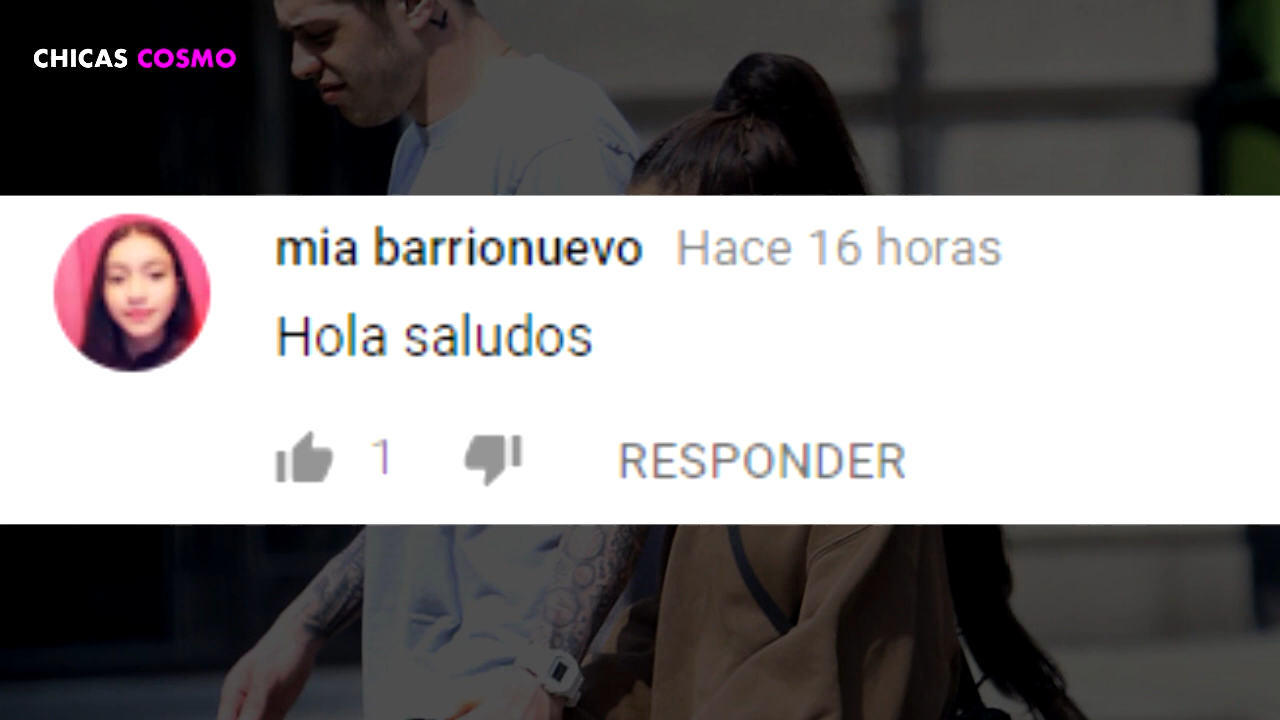 CHICAS COSMO
mia barrionuevo Hace 16 horas
Hola saludos
1 RESPONDER